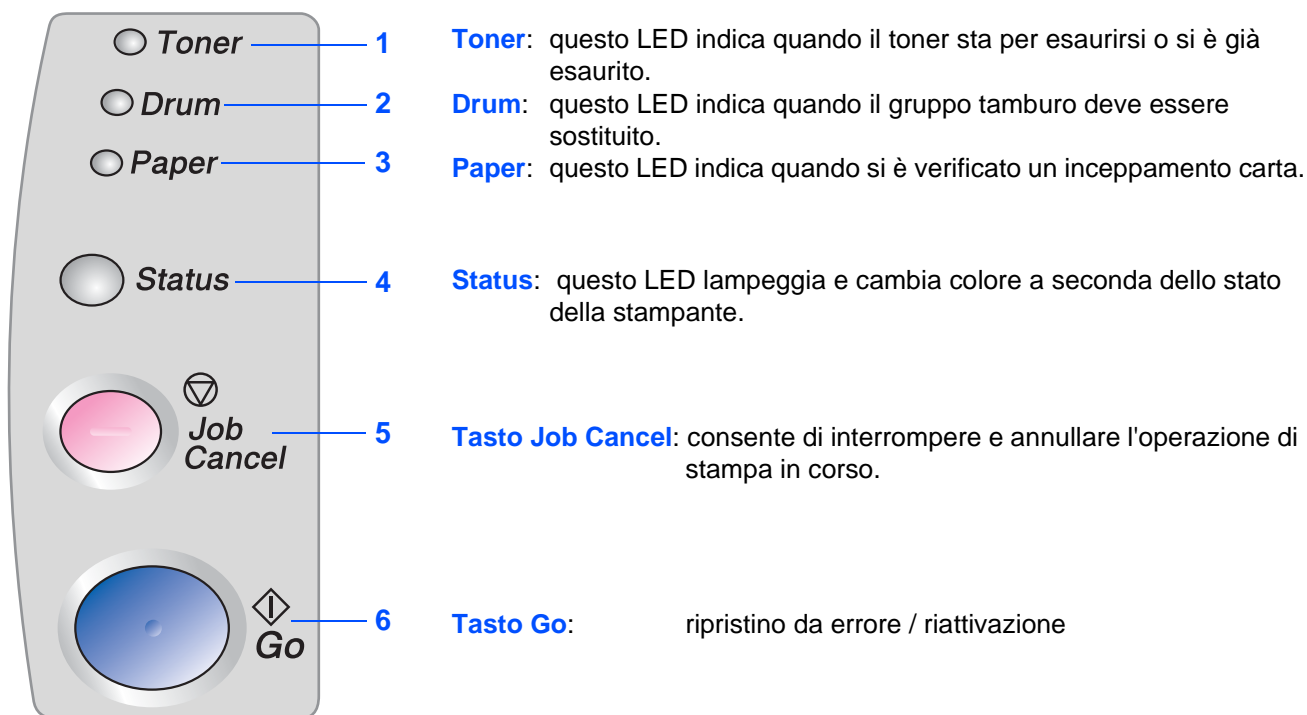 Toner 1 Toner: questo LED indica quando il toner sta per esaurirsi o si è già
esaurito.
Drum 2 Drum: questo LED indica quando il gruppo tamburo deve essere
sostituito.
Paper 3 Paper: questo LED indica quando si è verificato un inceppamento carta.
Status 4 Status: questo LED lampeggia e cambia colore a seconda dello stato
della stampante.
Job
Cancel
5 Tasto Job Cancel: consente di interrompere e annullare l'operazione di
stampa in corso.
Go 6 Tasto Go: ripristino da errore / riattivazione